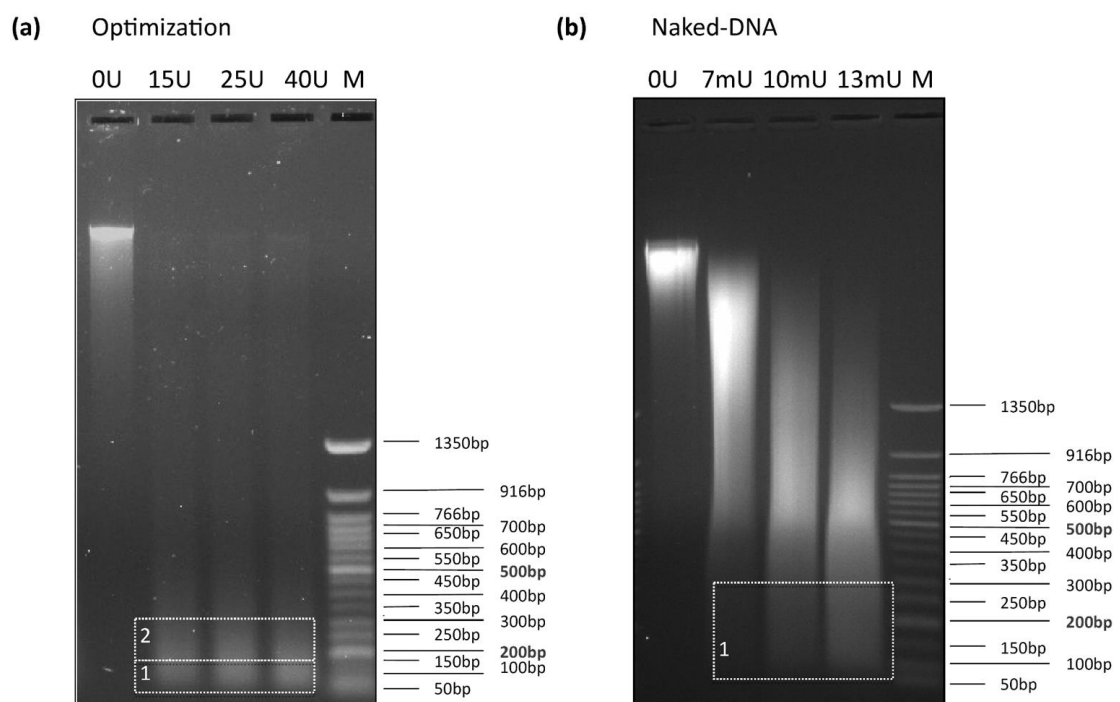 (a) Optimization
0U 15U 25U 40U M
1350bp
916bp
766bp
700bp
650bp
600bp
550bp
500bp
450bp
400bp
350bp
300bp
250bp
200bp
150bp
100bp
50bp
2
1
(b) Naked-DNA
0U 7mU 10mU 13mU M
1350bp
916bp
766bp
700bp
650bp
600bp
550bp
500bp
450bp
400bp
350bp
300bp
250bp
200bp
150bp
100bp
50bp
1